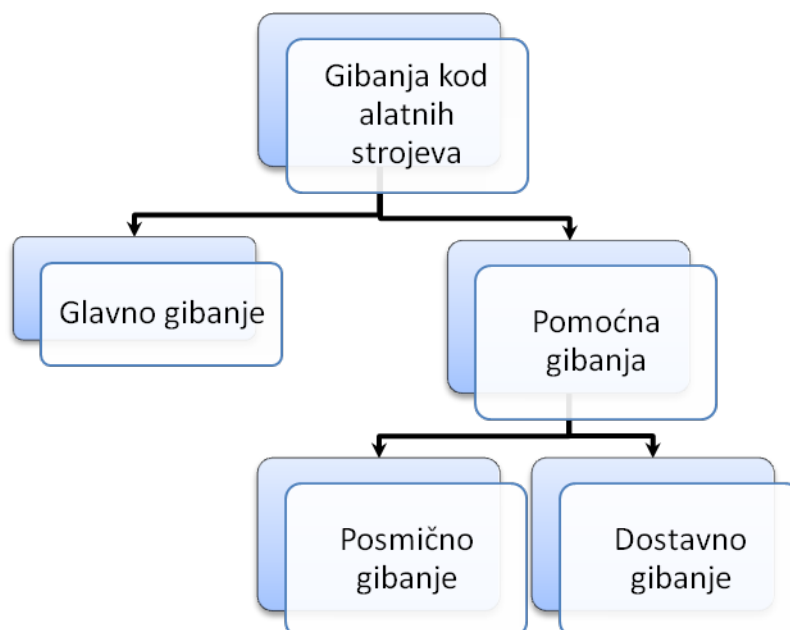 Gibanja kod
alatnih
strojeva
Glavno gibanje
Pomoćna
gibanja
Posmično
gibanje
Dostavno
gibanje